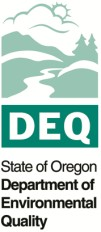 DEQ
State of Oregon
Department of
Environmental
Quality